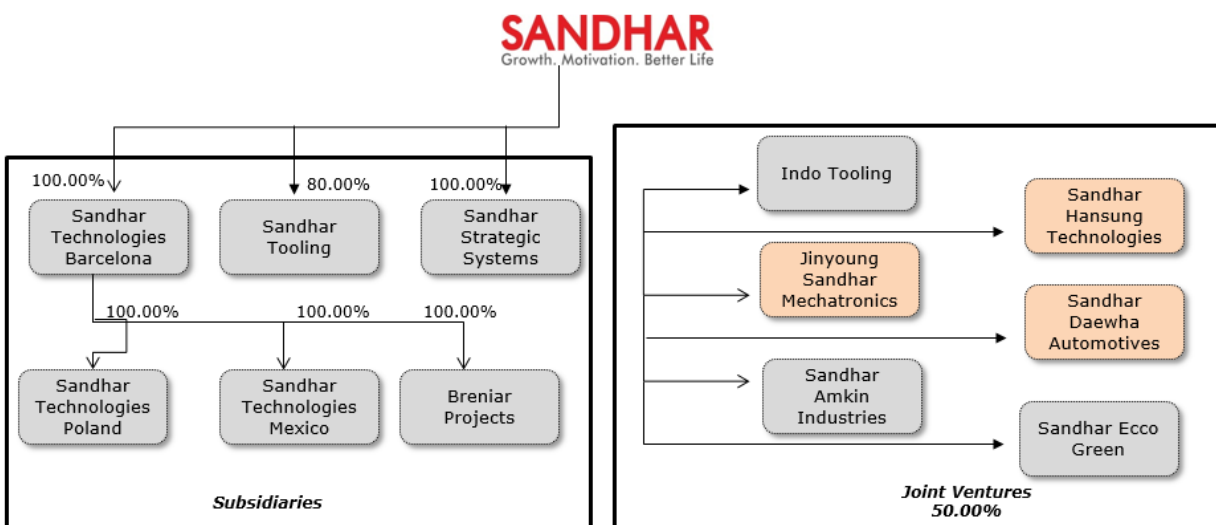 SANDHAR
Growth. Motivation. Better Life
100.00%
80.00%
100.00%
Sandhar
Technologies
Barcelona
Sandhar
Tooling
Sandhar
Strategic
Systems
100.00%
100.00%
100.00%
Sandhar
Technologies
Poland
Sandhar
Technologies
Mexico
Breniar
Projects
Subsidiaries
Indo Tooling
Sandhar
Hansung
Technologies
Jinyoung
Sandhar
Mechatronics
Sandhar
Daewha
Automotives
Sandhar
Amkin
Industries
Sandhar Ecco
Green
Joint Ventures
50.00%